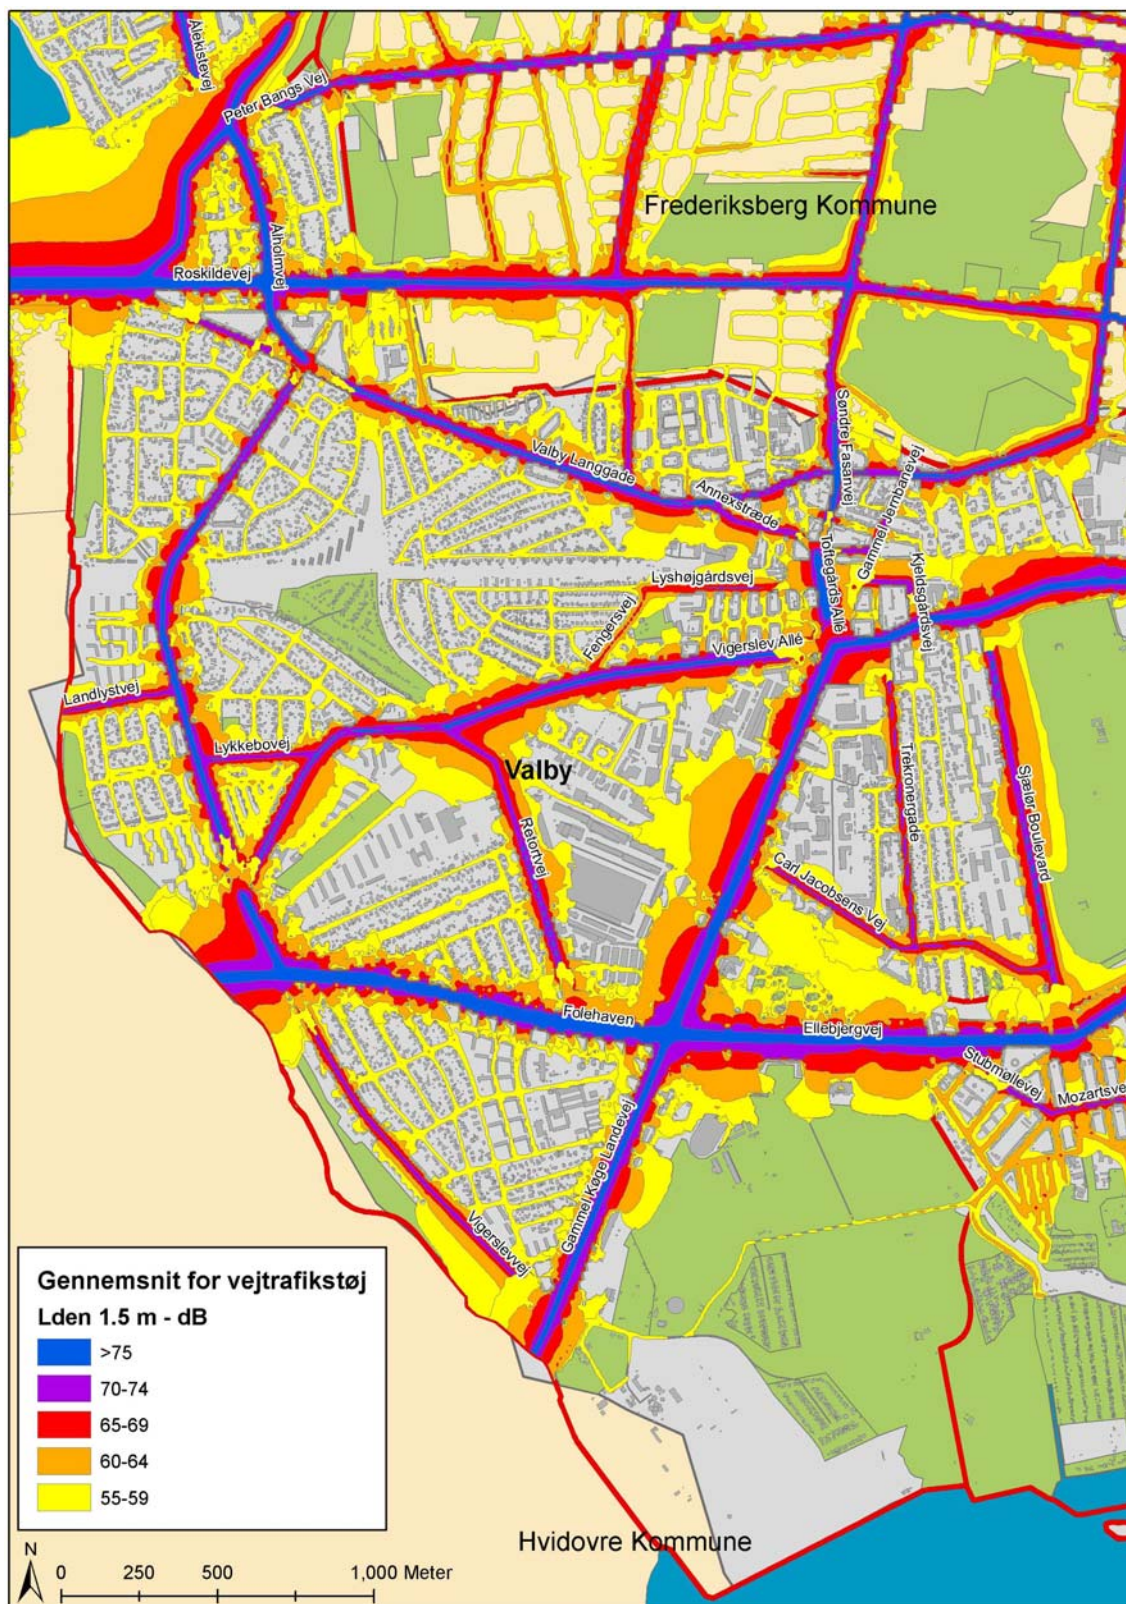 Ålekistevej
Peter Bangs Vej
Frederiksberg Kommune
Ålholmvej
Roskildevej
Søndre Fasanvej
Valby Langgade
Annexstræde
Gammel Jernbanevej
Toftegårds Allé
Kjeldsgårdsvej
Lyshøjgårdsvej
Fengersvej
Vigerslev Allé
Landlystvej
Lykkebovej
Valby
Trekronergade
Sjælør Boulevard
Retortvej
Carl Jacobsens Vej
Folehaven
Ellebjergvej
Stubmøllevej
Mozartsve
Gammel Køge Landevej
Vigerslevvej
Gennemsnit for vejtrafikstøj
Lden 1.5 m - dB
>75
70-74
65-69
60-64
55-59
Hvidovre Kommune
N
0 250 500 1,000 Meter